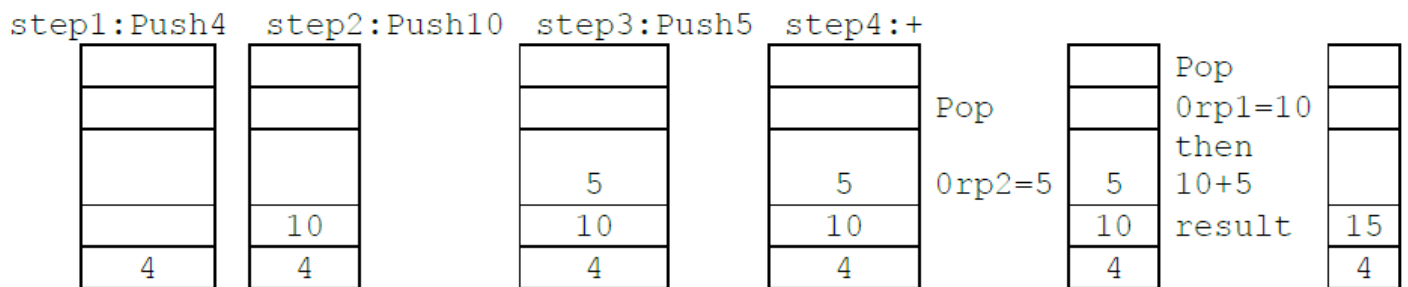 step1:Push4 step2:Push10 step3:Push5 step4:+
Pop
Pop 0rp1=10
then
5 5 0rp2=5 5 10+5
10 10 10 10 result 15
4 4 4 4 4 4